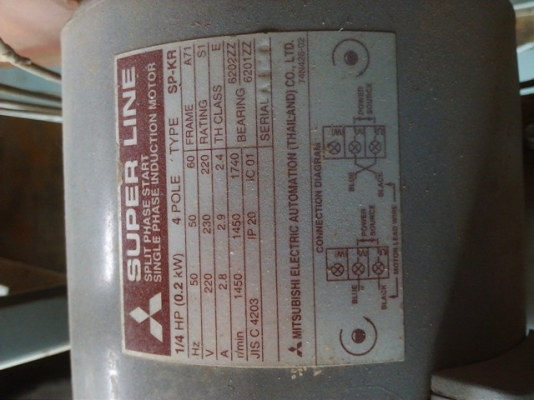 SUPER LINE
SPLIT PHASE START
SINGLE PHASE INDUCTION MOTOR
1/4 HP (0.2 kW) 4 POLE TYPE SP-KR
Hz 50 50 60 FRAME A71
V 220 230 220 RATING S1
A 2.8 2.9 2.4 TH CLASS E
r/min 1450 1450 1740 BEARING 6202ZZ
JIS C 4203 IP 20 IC 01 6201ZZ
SERIAL
MITSUBISHI ELECTRIC AUTOMATION (THAILAND) CO., LTD.
CONNECTION DIAGRAM
BLUE
BLACK
POWER SOURCE
MOTOR LEAD WIRE
BLUE
BLACK
POWER SOURCE